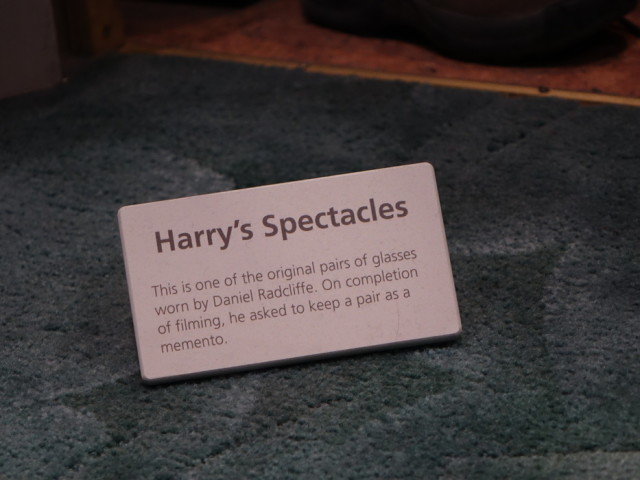 Harry's Spectacles
This is one of the original pairs of glasses
worn by Daniel Radcliffe. On completion
of filming, he asked to keep a pair as a
memento.